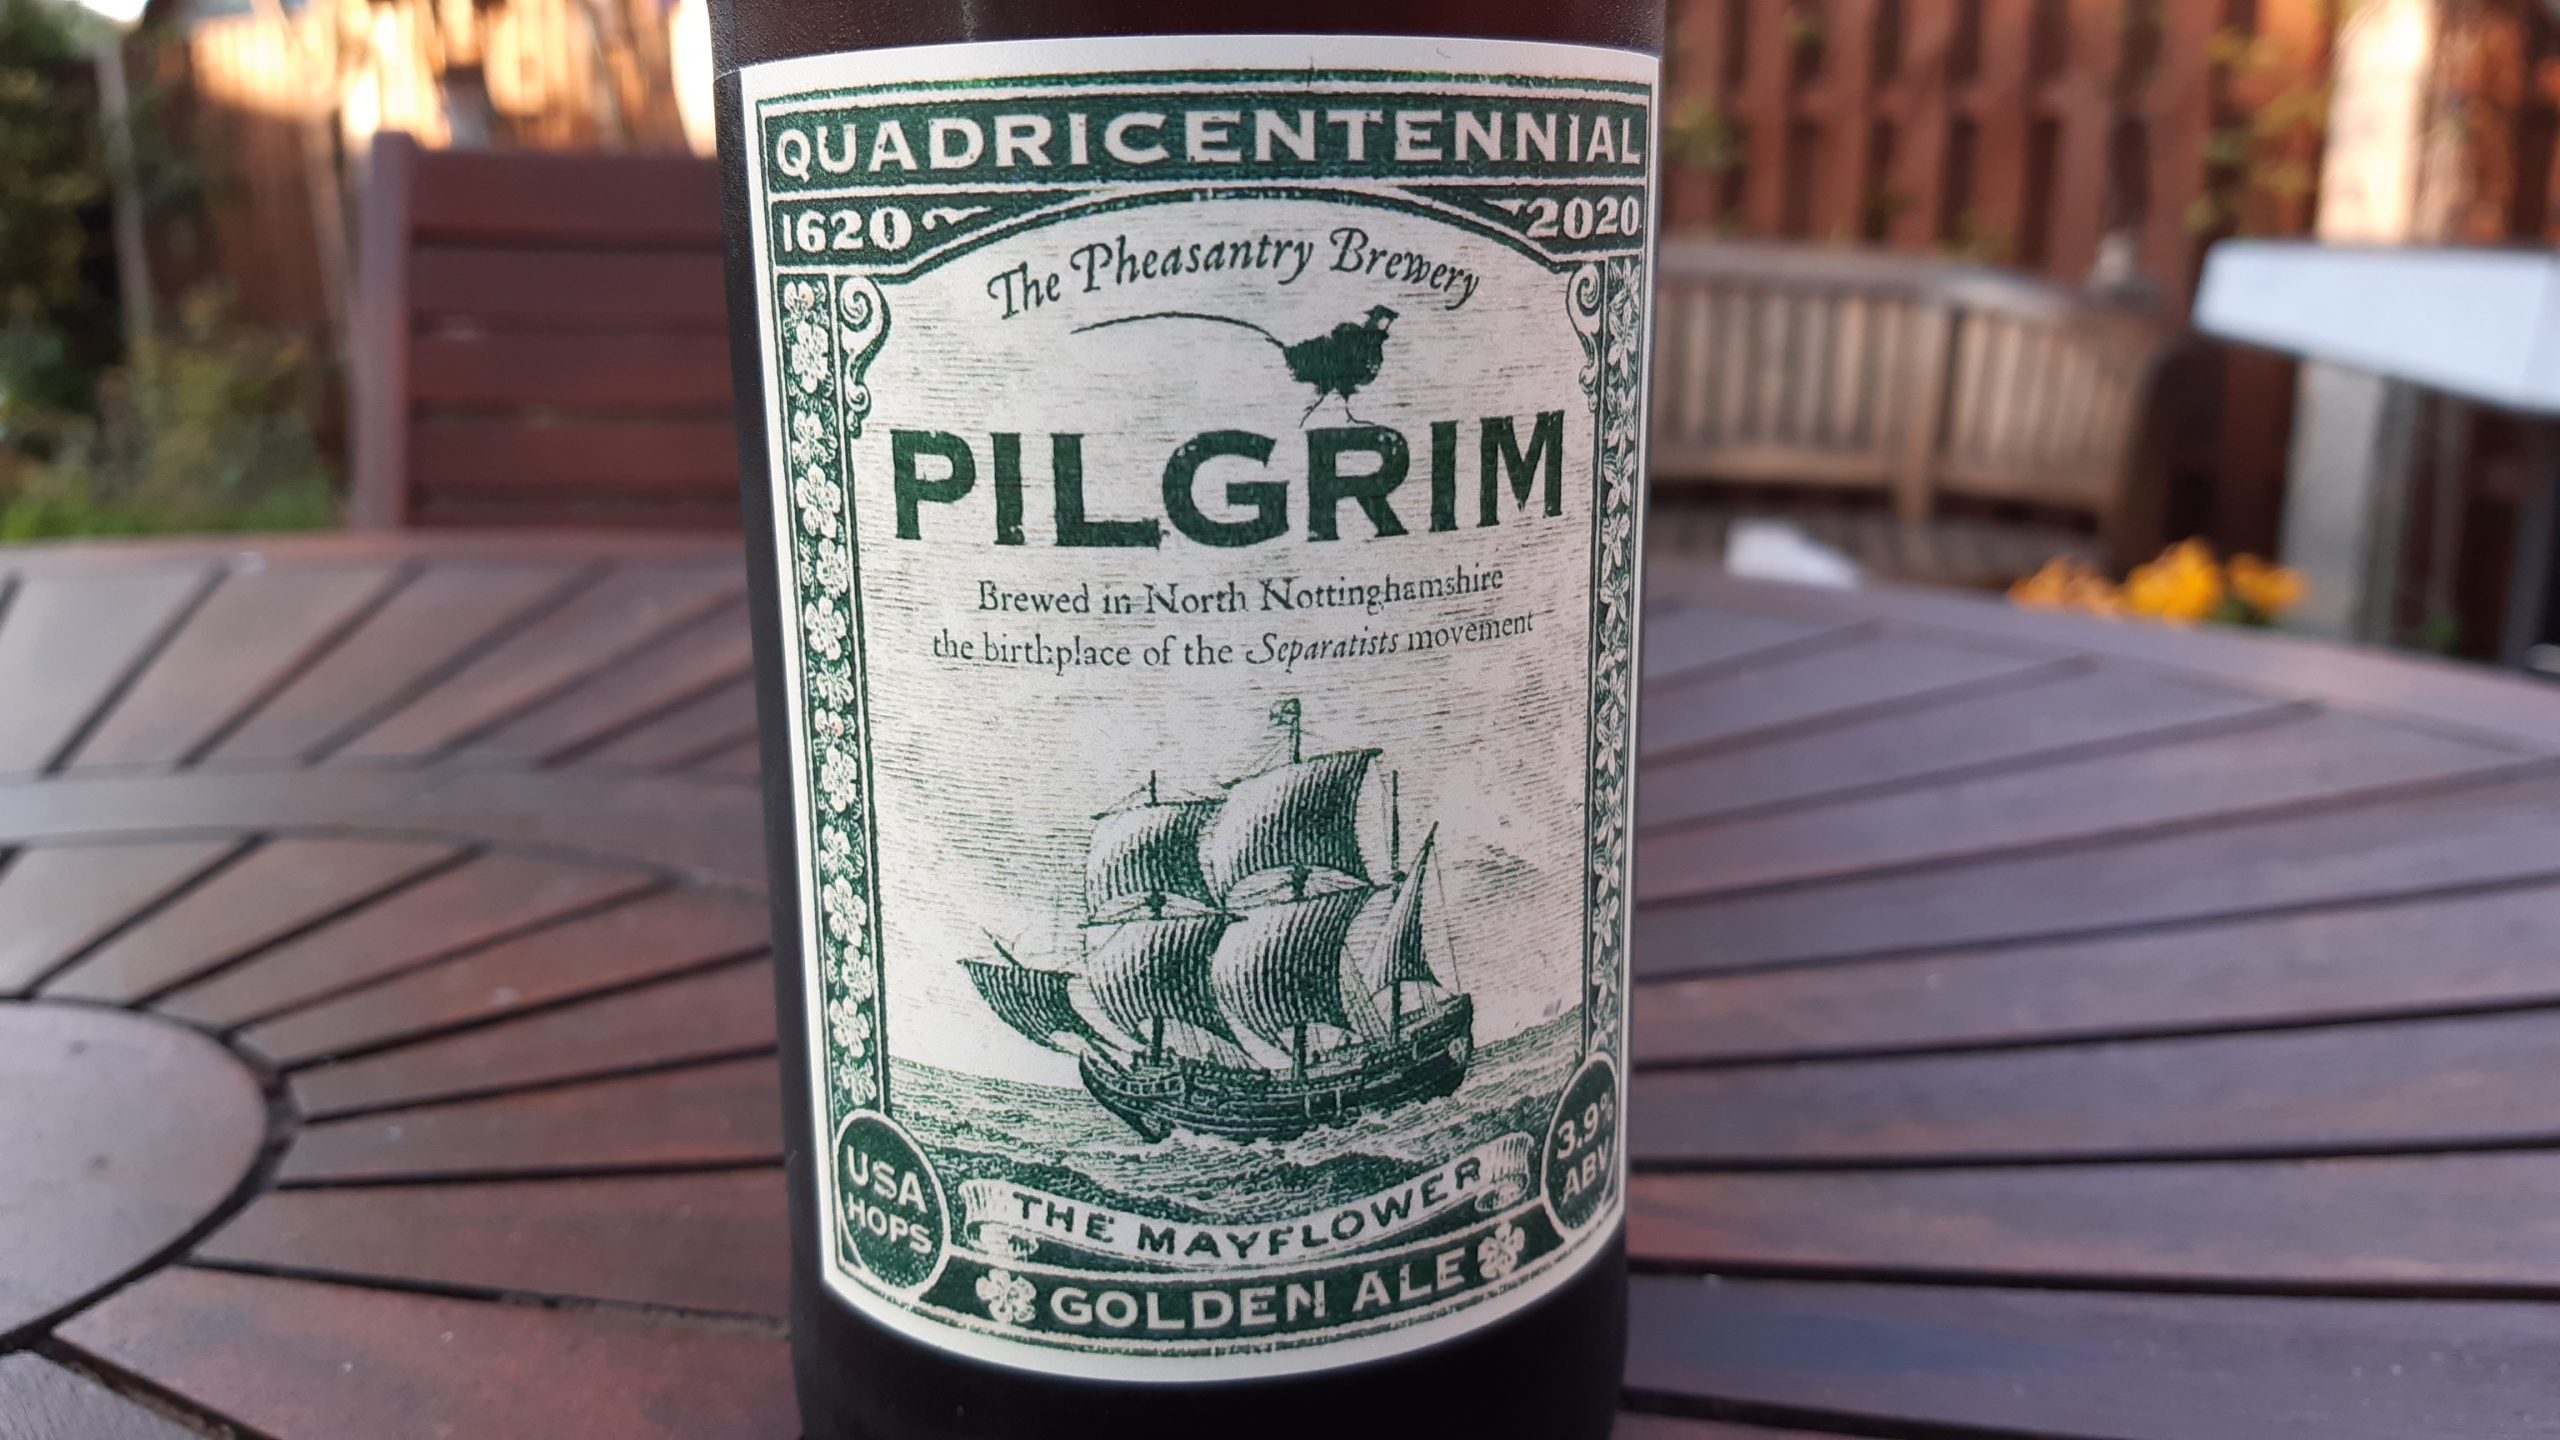 QUADRICENTENNIAL
1620 2020
The Pheasantry Brewery
PILGRIM
Brewed in North Nottinghamshire
the birthplace of the Separatists movement
THE MAYFLOWER
USA
HOPS
3.9%
ABV
GOLDEN ALE